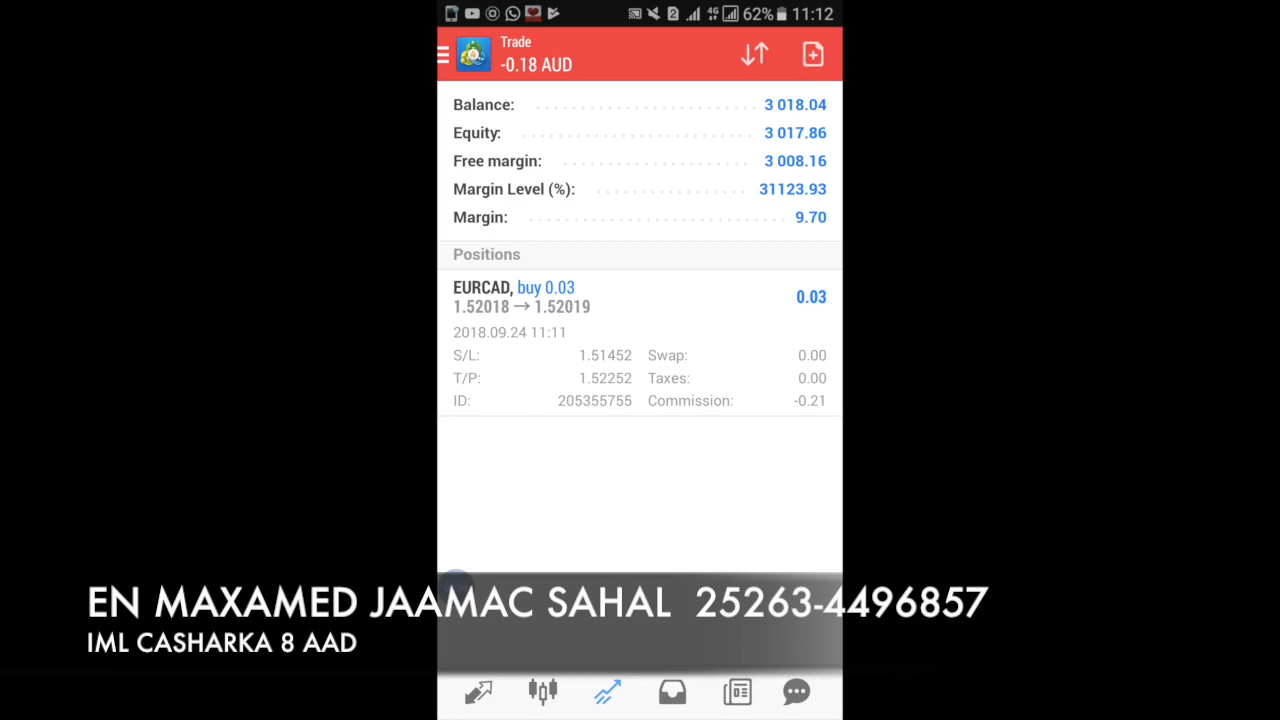 4G 62% 11:12
Trade
-0.18 AUD
Balance: 3 018.04
Equity: 3 017.86
Free margin: 3 008.16
Margin Level (%): 31123.93
Margin: 9.70
Positions
EURCAD, buy 0.03 0.03
1.52018 → 1.52019
2018.09.24 11:11
S/L: 1.51452 Swap: 0.00
T/P: 1.52252 Taxes: 0.00
ID: 205355755 Commission: -0.21
EN MAXAMED JAAMAC SAHAL 25263-4496857
IML CASHARKA 8 AAD